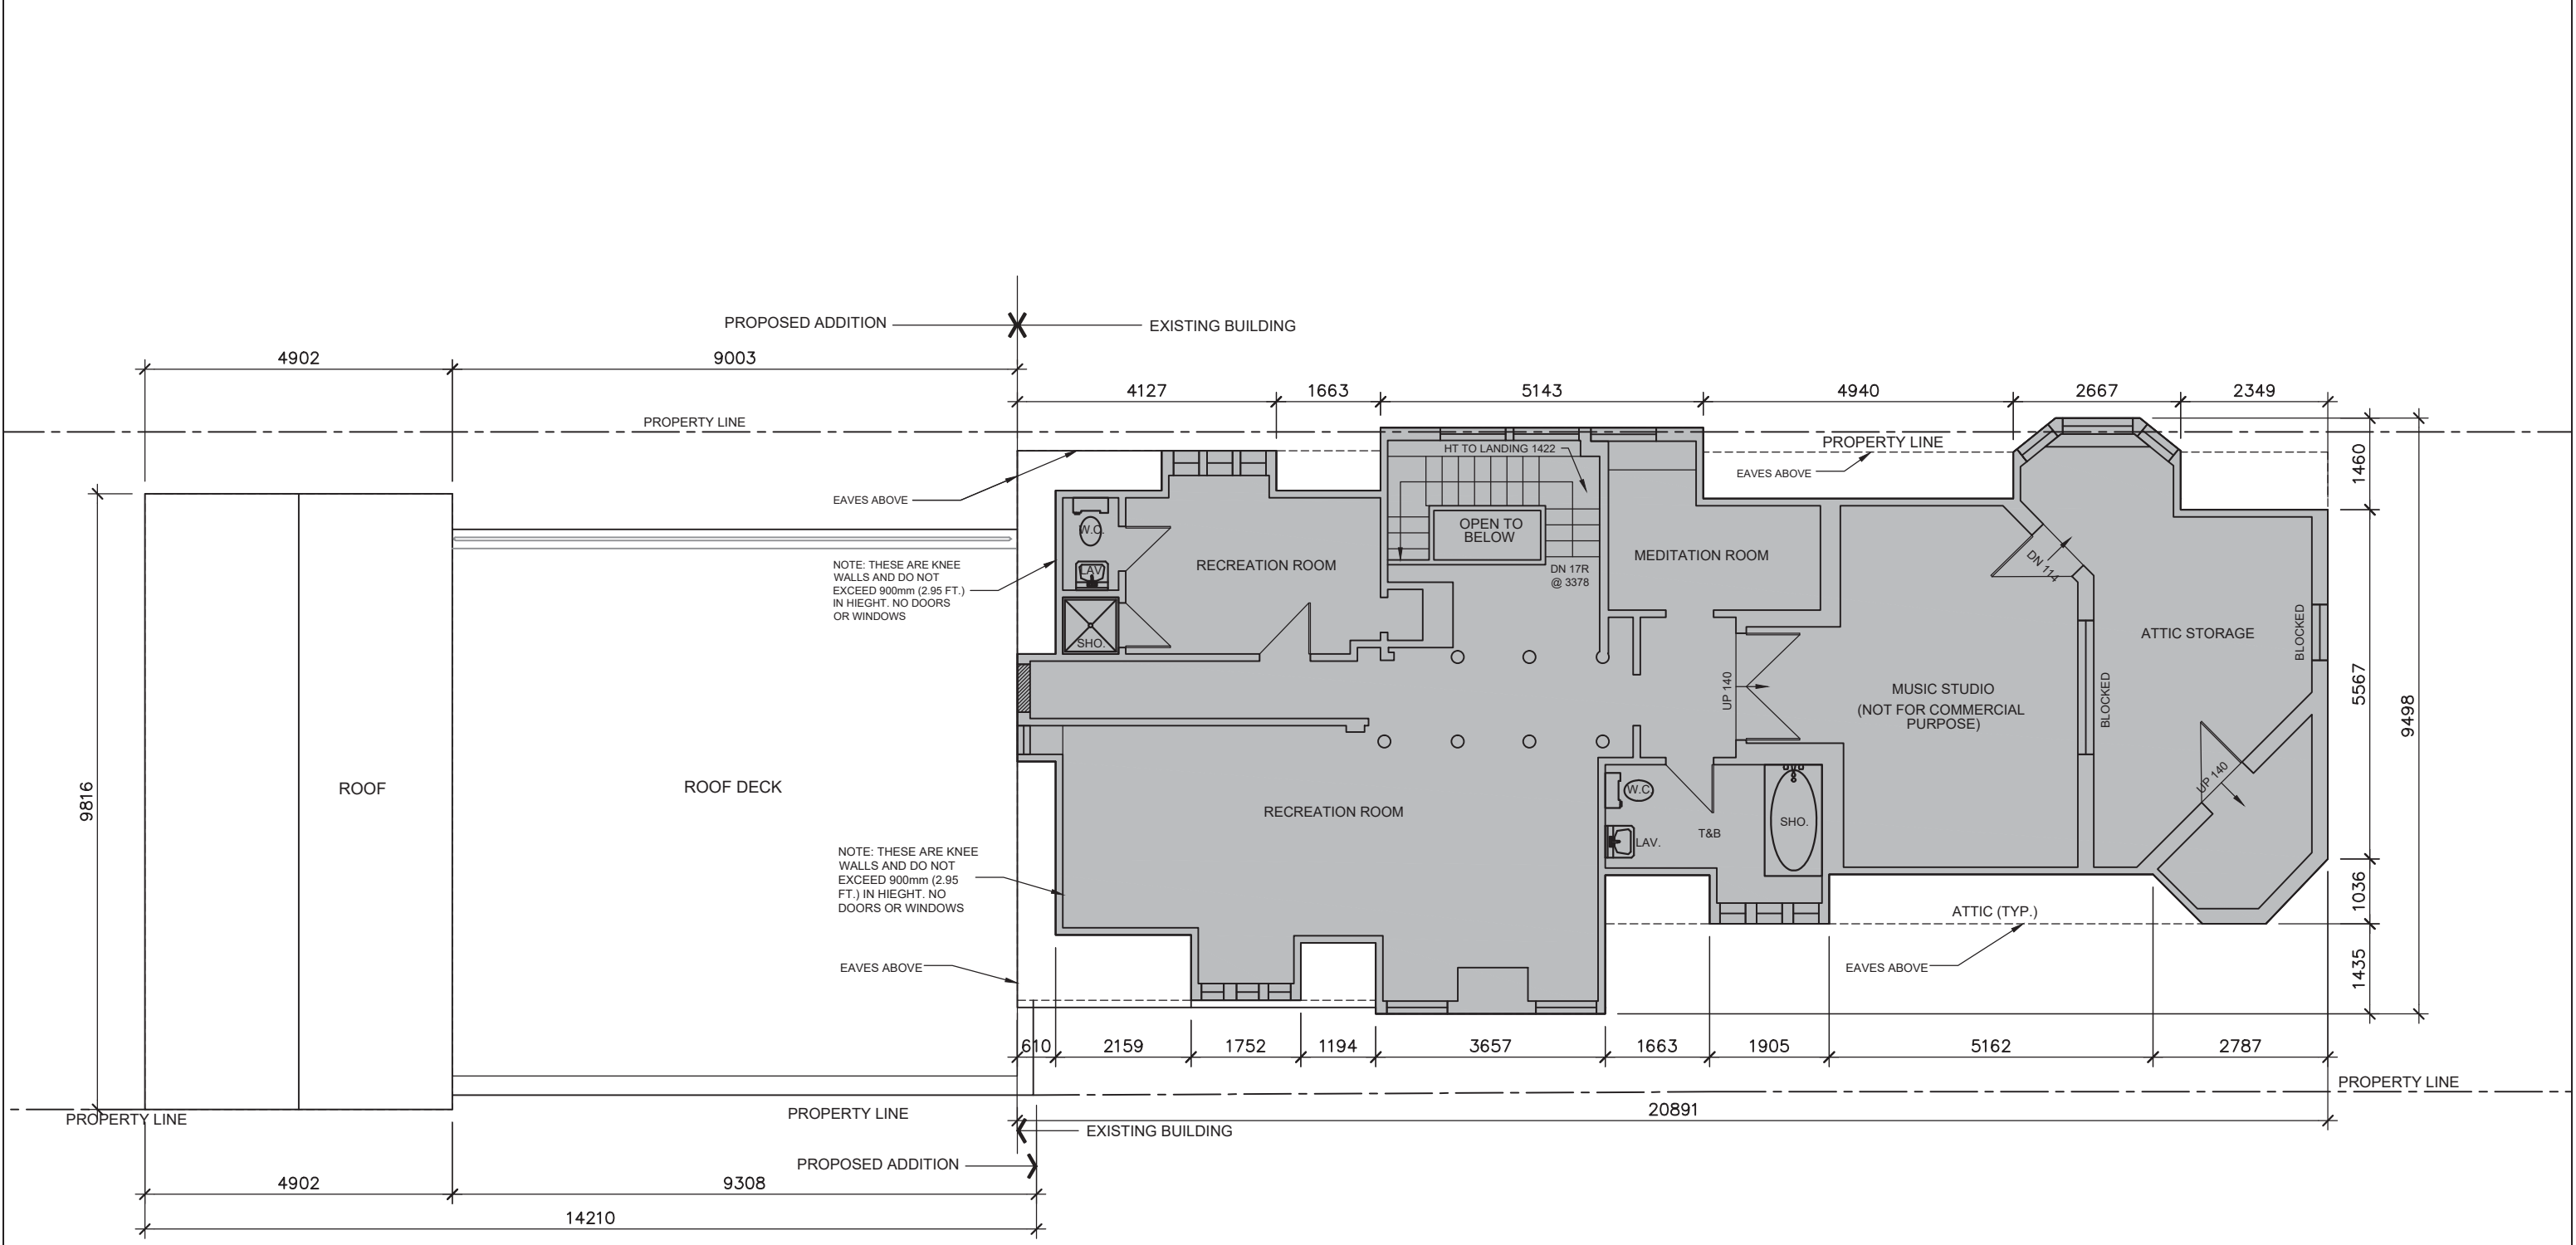 PROPOSED ADDITION
EXISTING BUILDING
4902
9003
4127
1663
5143
4940
2667
2349
PROPERTY LINE
PROPERTY LINE
HT TO LANDING 1422
EAVES ABOVE
EAVES ABOVE
1460
W.C.
LAV
SHO.
RECREATION ROOM
OPEN TO
BELOW
DN 17R
@ 3378
MEDITATION ROOM
DN 114
NOTE: THESE ARE KNEE
WALLS AND DO NOT
EXCEED 900mm (2.95 FT.)
IN HIEGHT. NO DOORS
OR WINDOWS
ATTIC STORAGE
BLOCKED
BLOCKED
UP 140
MUSIC STUDIO
(NOT FOR COMMERCIAL
PURPOSE)
5567
9498
9816
ROOF
ROOF DECK
RECREATION ROOM
W.C.
LAV.
T&B
SHO.
UP 140
NOTE: THESE ARE KNEE
WALLS AND DO NOT
EXCEED 900mm (2.95
FT.) IN HIEGHT. NO
DOORS OR WINDOWS
ATTIC (TYP.)
1036
EAVES ABOVE
EAVES ABOVE
1435
610
2159
1752
1194
3657
1663
1905
5162
2787
PROPERTY LINE
PROPERTY LINE
PROPERTY LINE
20891
EXISTING BUILDING
PROPOSED ADDITION
4902
9308
14210